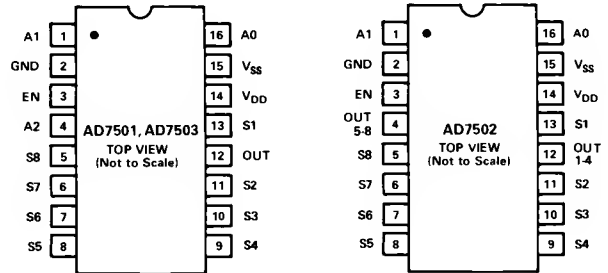 A1 1 16 A0
GND 2 15 VSS
EN 3 14 VDD
A2 4 13 S1
S8 5 12 OUT
S7 6 11 S2
S6 7 10 S3
S5 8 9 S4
AD7501, AD7503
TOP VIEW
(Not to Scale)
A1 1 16 A0
GND 2 15 VSS
EN 3 14 VDD
OUT
5-8 4 13 S1
S8 5 12 OUT
1-4
S7 6 11 S2
S6 7 10 S3
S5 8 9 S4
AD7502
TOP VIEW
(Not to Scale)